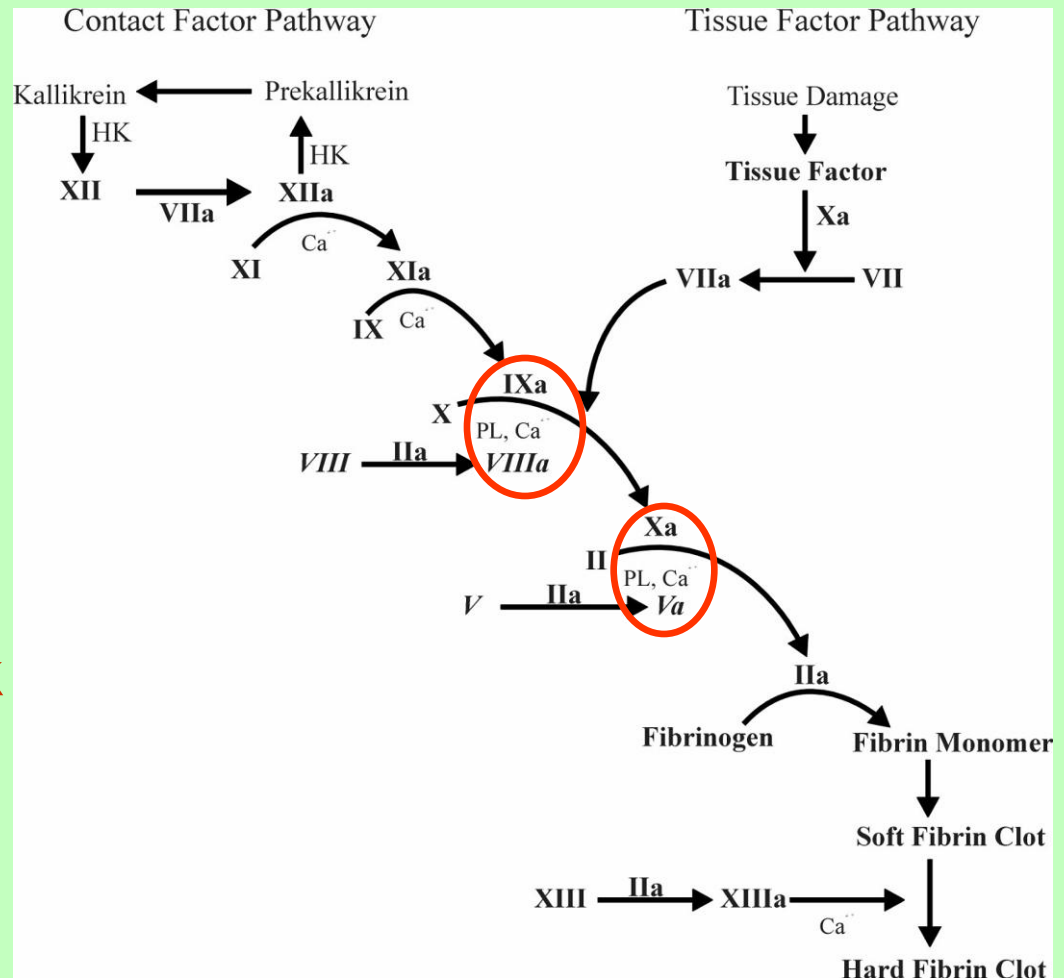 Contact Factor Pathway
Tissue Factor Pathway
Kallikrein
Prekallikrein
Tissue Damage
HK
HK
Tissue Factor
XII
VIIa
XIIa
Xa
Ca¨
XI
XIa
VIIa
VII
IX
Ca¨
IXa
X
PL, Ca¨
VIII
IIa
VIIIa
Xa
II
PL, Ca¨
V
IIa
Va
IIa
Fibrinogen
Fibrin Monomer
Soft Fibrin Clot
XIII
IIa
XIIIa
Ca¨
Hard Fibrin Clot